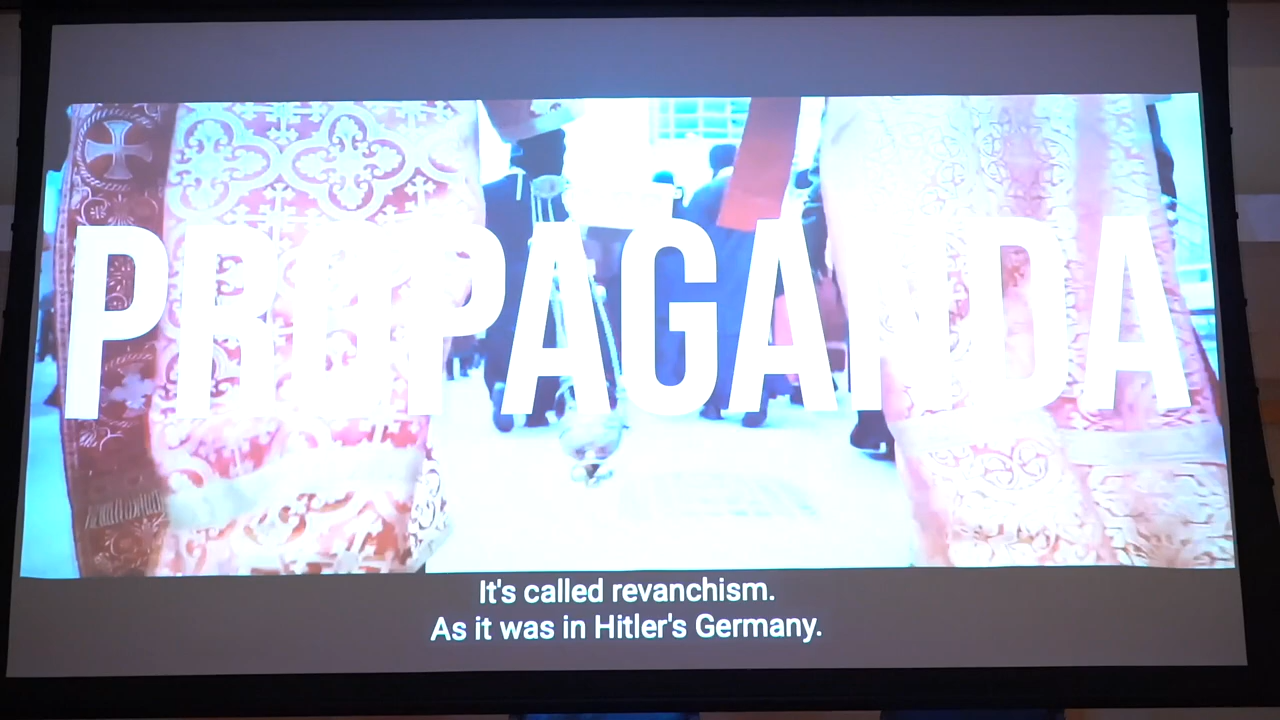 PROPAGANDA
It's called revanchism.
As it was in Hitler's Germany.